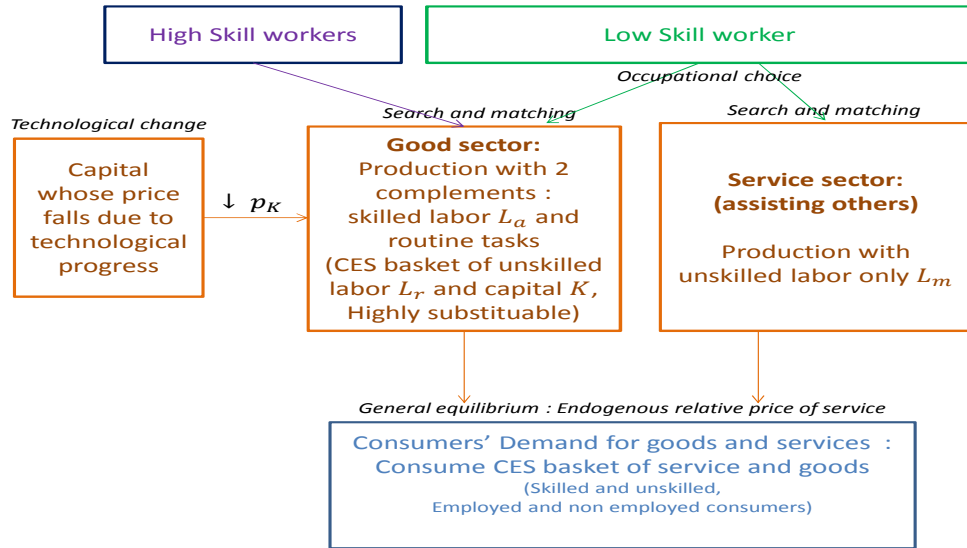 High Skill workers
Low Skill worker
Occupational choice
Technological change
Search and matching
Search and matching
Capital
whose price
falls due to
technological
progress
↓ p_K
Good sector:
Production with 2
complements :
skilled labor L_a and
routine tasks
(CES basket of unskilled
labor L_r and capital K,
Highly substituable)
Service sector:
(assisting others)
Production with
unskilled labor only L_m
General equilibrium : Endogenous relative price of service
Consumers' Demand for goods and services :
Consume CES basket of service and goods
(Skilled and unskilled,
Employed and non employed consumers)